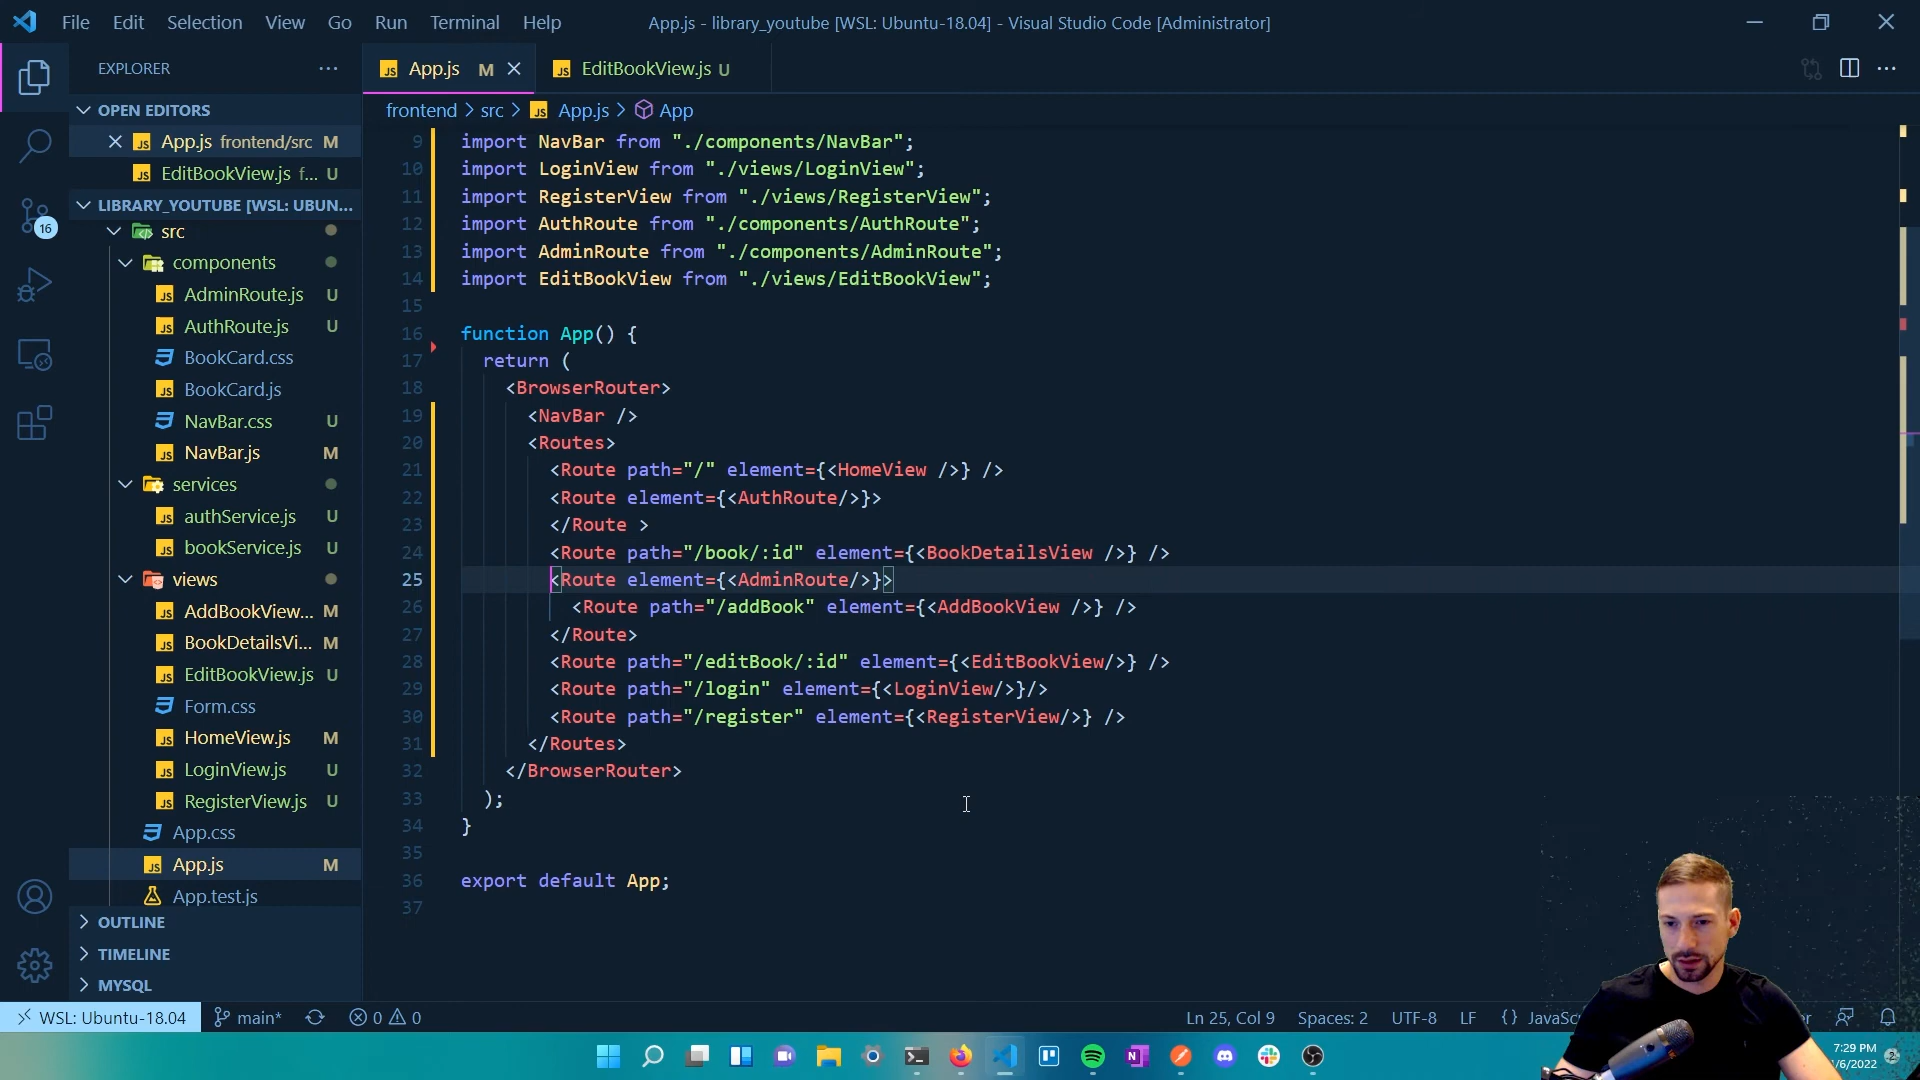 File Edit Selection View Go Run Terminal Help
App.js - library_youtube [WSL: Ubuntu-18.04] - Visual Studio Code [Administrator]
EXPLORER
OPEN EDITORS
App.js frontend/src M
EditBookView.js f... U
LIBRARY_YOUTUBE [WSL: UBUN...
src
components
AdminRoute.js U
AuthRoute.js U
BookCard.css
BookCard.js
NavBar.css U
NavBar.js M
services
authService.js U
bookService.js U
views
AddBookView... M
BookDetailsVi... M
EditBookView.js U
Form.css
HomeView.js M
LoginView.js U
RegisterView.js U
App.css
App.js M
App.test.js
OUTLINE
TIMELINE
MYSQL
16
App.js M
EditBookView.js U
frontend > src > App.js > App
9 import NavBar from "./components/NavBar";
10 import LoginView from "./views/LoginView";
11 import RegisterView from "./views/RegisterView";
12 import AuthRoute from "./components/AuthRoute";
13 import AdminRoute from "./components/AdminRoute";
14 import EditBookView from "./views/EditBookView";
15
16 function App() {
17 return (
18 <BrowserRouter>
19 <NavBar />
20 <Routes>
21 <Route path="/" element={<HomeView />} />
22 <Route element={<AuthRoute/>}>
23 </Route >
24 <Route path="/book/:id" element={<BookDetailsView />} />
25 <Route element={<AdminRoute/>}>
26 <Route path="/addBook" element={<AddBookView />} />
27 </Route>
28 <Route path="/editBook/:id" element={<EditBookView/>} />
29 <Route path="/login" element={<LoginView/>}/>
30 <Route path="/register" element={<RegisterView/>} />
31 </Routes>
32 </BrowserRouter>
33 );
34 }
35
36 export default App;
37
WSL: Ubuntu-18.04 main* 0 0 Ln 25, Col 9 Spaces: 2 UTF-8 LF {} JavaSc
7:29 PM
/6/2022
2